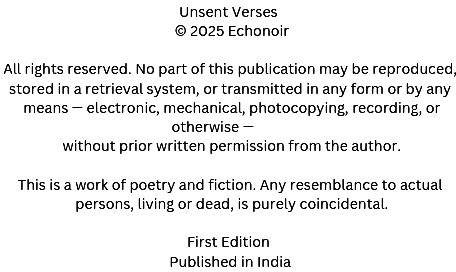 Unsent Verses
© 2025 Echonoir
All rights reserved. No part of this publication may be reproduced,
stored in a retrieval system, or transmitted in any form or by any
means — electronic, mechanical, photocopying, recording, or
otherwise —
without prior written permission from the author.
This is a work of poetry and fiction. Any resemblance to actual
persons, living or dead, is purely coincidental.
First Edition
Published in India